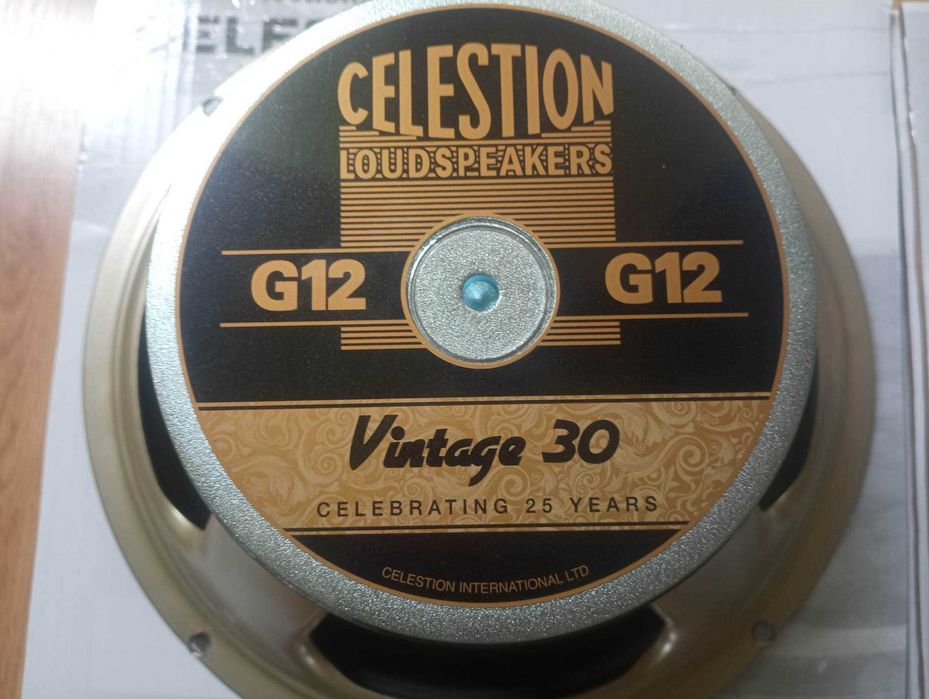 CELESTION
LOUDSPEAKERS
G12 G12
Vintage 30
CELEBRATING 25 YEARS
CELESTION INTERNATIONAL LTD